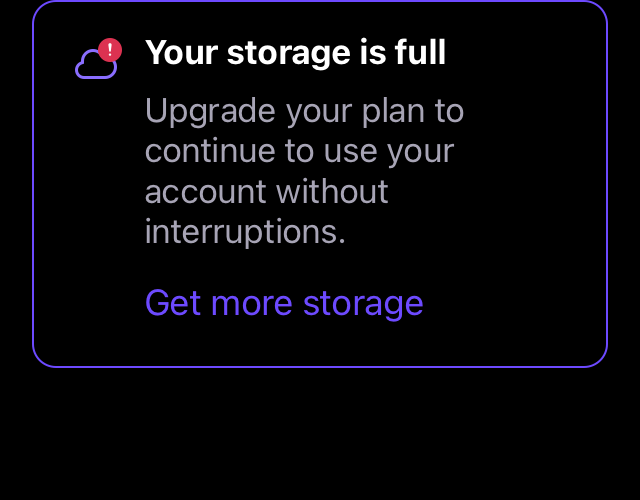 Your storage is full
Upgrade your plan to
continue to use your
account without
interruptions.
Get more storage